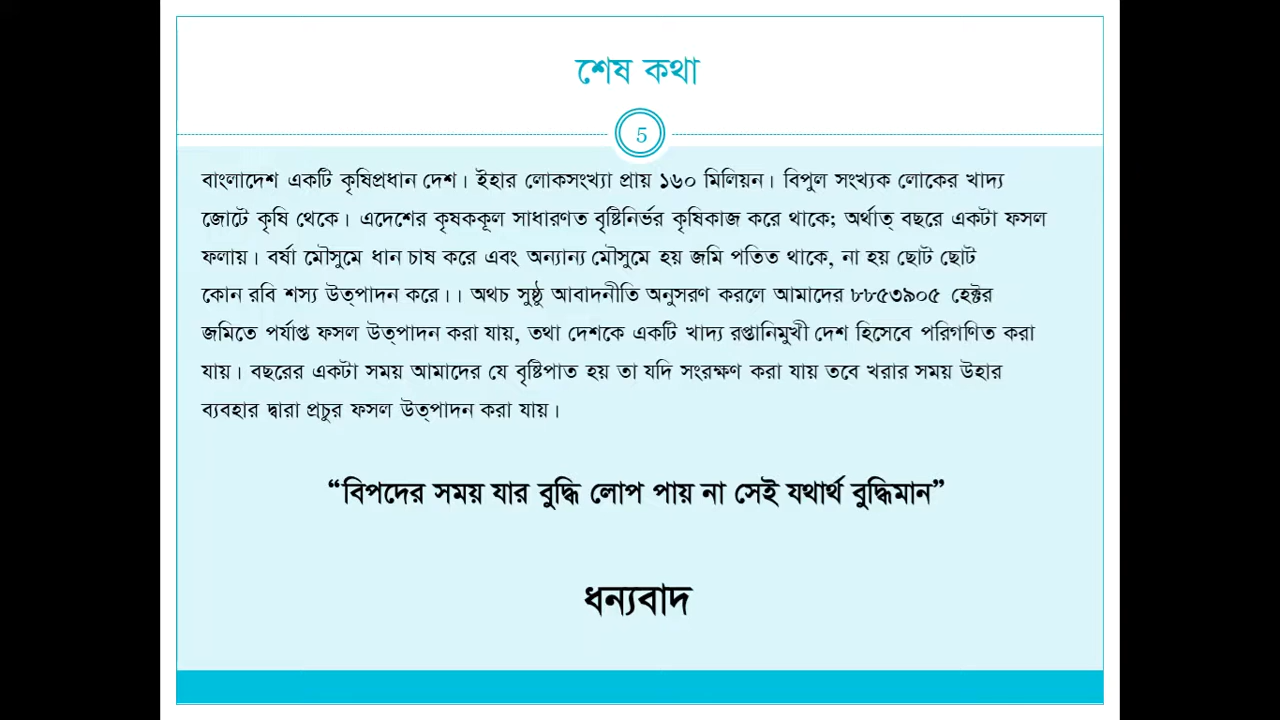 শেষ কথা
5
বাংলাদেশ একটি কৃষিপ্রধান দেশ। ইহার লোকসংখ্যা প্রায় ১৬০ মিলিয়ন। বিপুল সংখ্যক লোকের খাদ্য
জোটে কৃষি থেকে। এদেশের কৃষককূল সাধারণত বৃষ্টিনির্ভর কৃষিকাজ করে থাকে; অর্থাত্ বছরে একটা ফসল
ফলায়। বর্ষা মৌসুমে ধান চাষ করে এবং অন্যান্য মৌসুমে হয় জমি পতিত থাকে, না হয় ছোট ছোট
কোন রবি শস্য উত্পাদন করে।। অথচ সুষ্ঠু আবাদনীতি অনুসরণ করলে আমাদের ৮৮৫৩৯০৫ হেক্টর
জমিতে পর্যাপ্ত ফসল উত্পাদন করা যায়, তথা দেশকে একটি খাদ্য রপ্তানিমুখী দেশ হিসেবে পরিগণিত করা
যায়। বছরের একটা সময় আমাদের যে বৃষ্টিপাত হয় তা যদি সংরক্ষণ করা যায় তবে খরার সময় উহার
ব্যবহার দ্বারা প্রচুর ফসল উত্পাদন করা যায়।
“বিপদের সময় যার বুদ্ধি লোপ পায় না সেই যথার্থ বুদ্ধিমান”
ধন্যবাদ